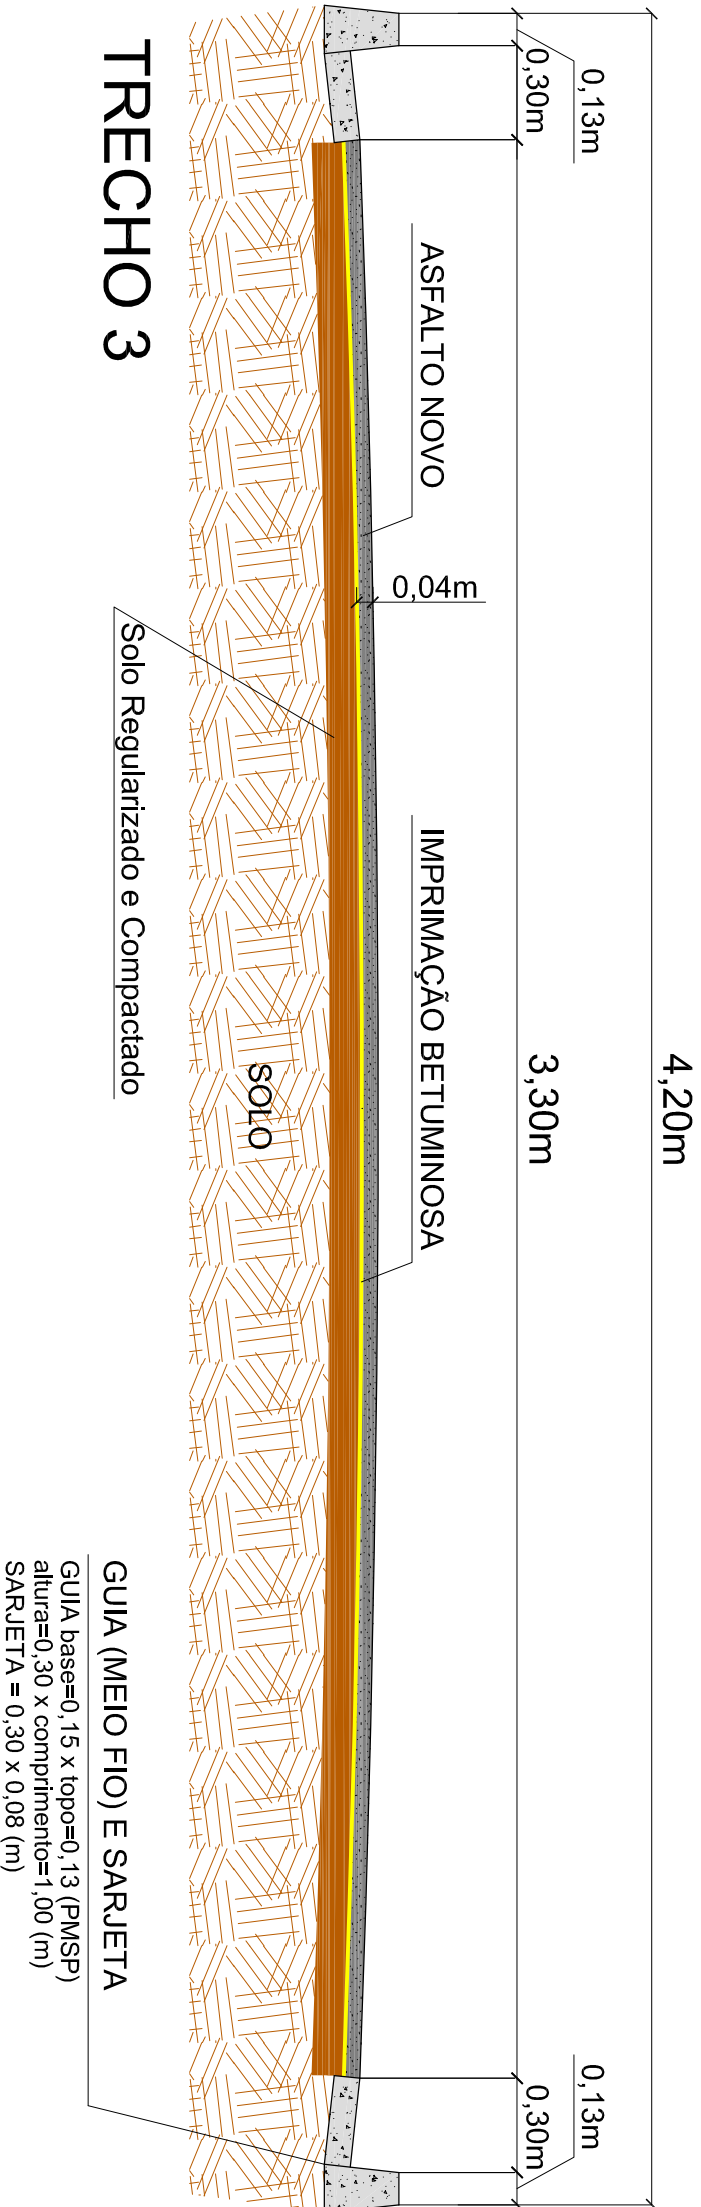 4,20m
0,13m
0,30m
3,30m
0,30m
0,13m
ASFALTO NOVO
0,04m
IMPRIMAÇÃO BETUMINOSA
SOLO
Solo Regularizado e Compactado
TRECHO 3
GUIA (MEIO FIO) E SARJETA
GUIA base=0,15 x topo=0,13 (PMSP)
altura=0,30 x comprimento=1,00 (m)
SARJETA = 0,30 x 0,08 (m)